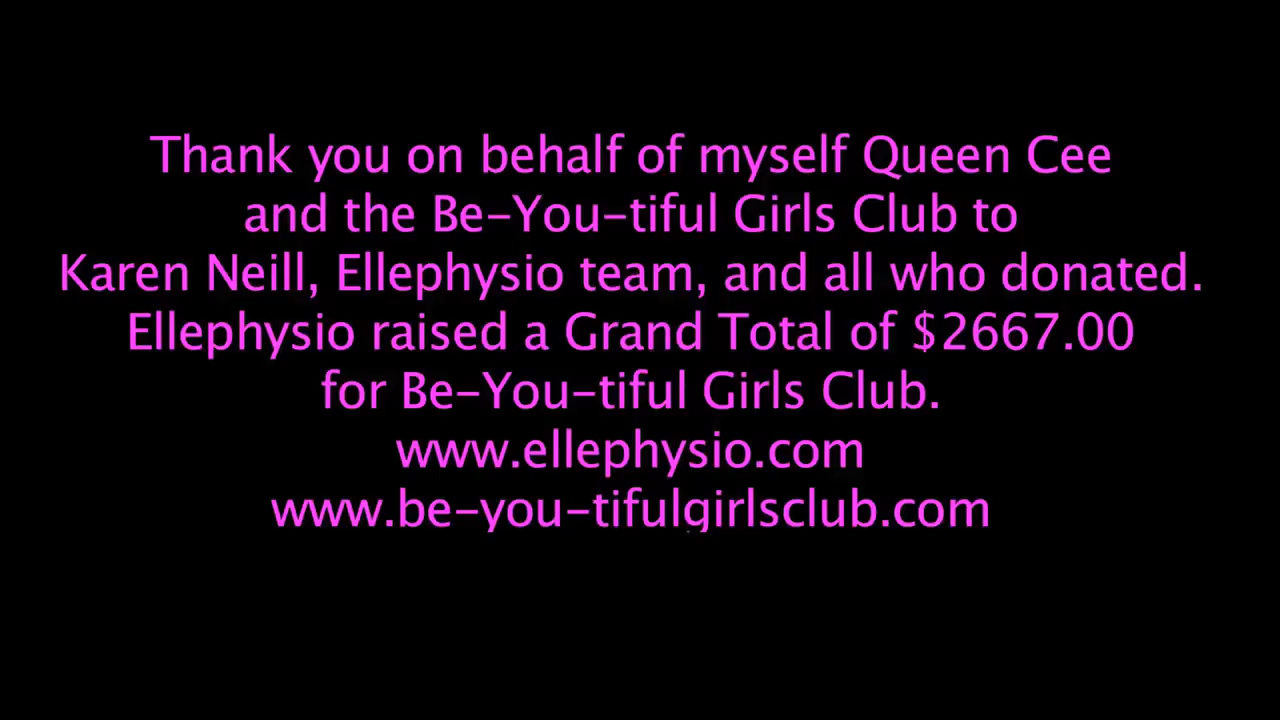 Thank you on behalf of myself Queen Cee
and the Be-You-tiful Girls Club to
Karen Neill, Ellephysio team, and all who donated.
Ellephysio raised a Grand Total of $2667.00
for Be-You-tiful Girls Club.
www.ellephysio.com
www.be-you-tifulgirlsclub.com